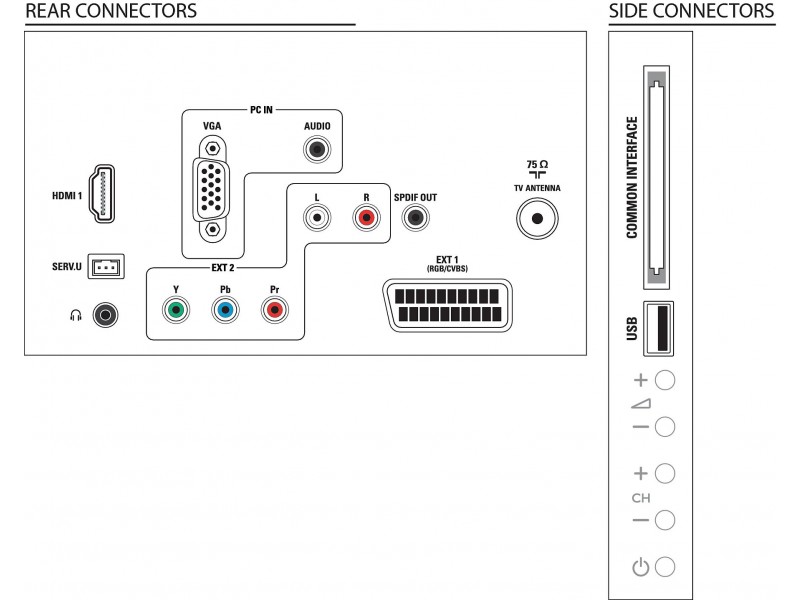 REAR CONNECTORS
SIDE CONNECTORS
PC IN
VGA
AUDIO
HDMI 1
75 Ω
TV ANTENNA
L
R
SPDIF OUT
SERV.U
EXT 2
EXT 1
(RGB/CVBS)
Y
Pb
Pr
COMMON INTERFACE
USB
+
−
+
CH
−